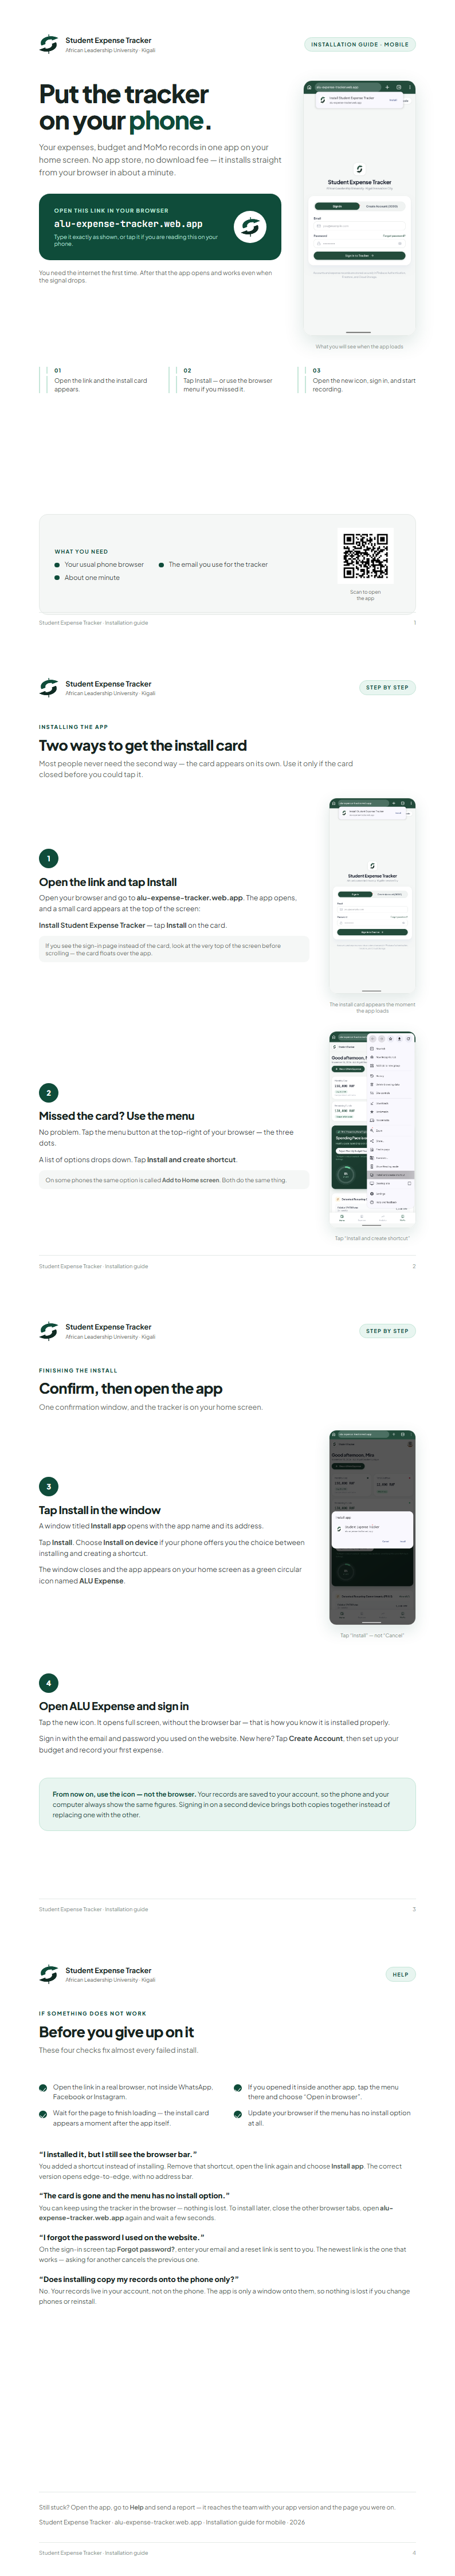 Student Expense Tracker
African Leadership University · Kigali
INSTALLATION GUIDE · MOBILE
Put the tracker
on your phone.
Your expenses, budget and MoMo records in one app on your
home screen. No app store, no download fee — it installs straight
from your browser in about a minute.
OPEN THIS LINK IN YOUR BROWSER
alu-expense-tracker.web.app
Type it exactly as shown, or tap it if you are reading this on your
phone.
You need the internet the first time. After that the app opens and works even when
the signal drops.
Install Student Expense Tracker
Student Expense Tracker
Sign In
Create Account (2026)
Email
Password
Forgot password?
Sign in to Tracker
What you will see when the app loads
01
Open the link and the install card
appears.
02
Tap Install — or use the browser
menu if you missed it.
03
Open the new icon, sign in, and start
recording.
WHAT YOU NEED
Your usual phone browser
The email you use for the tracker
About one minute
Scan to open
the app
Student Expense Tracker · Installation guide
1
Student Expense Tracker
African Leadership University · Kigali
STEP BY STEP
INSTALLING THE APP
Two ways to get the install card
Most people never need the second way — the card appears on its own. Use it only if the card
closed before you could tap it.
1
Open the link and tap Install
Open your browser and go to alu-expense-tracker.web.app. The app opens,
and a small card appears at the top of the screen:
Install Student Expense Tracker — tap Install on the card.
If you see the sign-in page instead of the card, look at the very top of the screen before
scrolling — the card floats over the app.
Student Expense Tracker
The install card appears the moment
the app loads
2
Missed the card? Use the menu
No problem. Tap the menu button at the top-right of your browser — the three
dots.
A list of options drops down. Tap Install and create shortcut.
On some phones the same option is called Add to Home screen. Both do the same thing.
Good afternoon,
Tap "Install and create shortcut"
Student Expense Tracker · Installation guide
2
Student Expense Tracker
African Leadership University · Kigali
STEP BY STEP
FINISHING THE INSTALL
Confirm, then open the app
One confirmation window, and the tracker is on your home screen.
3
Tap Install in the window
A window titled Install app opens with the app name and its address.
Tap Install. Choose Install on device if your phone offers you the choice between
installing and creating a shortcut.
The window closes and the app appears on your home screen as a green circular
icon named ALU Expense.
Install app
Tap "Install" — not "Cancel"
4
Open ALU Expense and sign in
Tap the new icon. It opens full screen, without the browser bar — that is how you know it is installed properly.
Sign in with the email and password you used on the website. New here? Tap Create Account, then set up your
budget and record your first expense.
From now on, use the icon — not the browser. Your records are saved to your account, so the phone and your
computer always show the same figures. Signing in on a second device brings both copies together instead of
replacing one with the other.
Student Expense Tracker · Installation guide
3
Student Expense Tracker
African Leadership University · Kigali
HELP
IF SOMETHING DOES NOT WORK
Before you give up on it
These four checks fix almost every failed install.
Open the link in a real browser, not inside WhatsApp,
Facebook or Instagram.
If you opened it inside another app, tap the menu
there and choose "Open in browser".
Wait for the page to finish loading — the install card
appears a moment after the app itself.
Update your browser if the menu has no install option
at all.
"I installed it, but I still see the browser bar."
You added a shortcut instead of installing. Remove that shortcut, open the link again and choose Install app. The correct
version opens edge-to-edge, with no address bar.
"The card is gone and the menu has no install option."
You can keep using the tracker in the browser — nothing is lost. To install later, close the other browser tabs, open alu-
expense-tracker.web.app again and wait a few seconds.
"I forgot the password I used on the website."
On the sign-in screen tap Forgot password?, enter your email and a reset link is sent to you. The newest link is the one that
works — asking for another cancels the previous one.
"Does installing copy my records onto the phone only?"
No. Your records live in your account, not on the phone. The app is only a window onto them, so nothing is lost if you change
phones or reinstall.
Still stuck? Open the app, go to Help and send a report — it reaches the team with your app version and the page you were on.
Student Expense Tracker · alu-expense-tracker.web.app · Installation guide for mobile · 2026
Student Expense Tracker · Installation guide
4